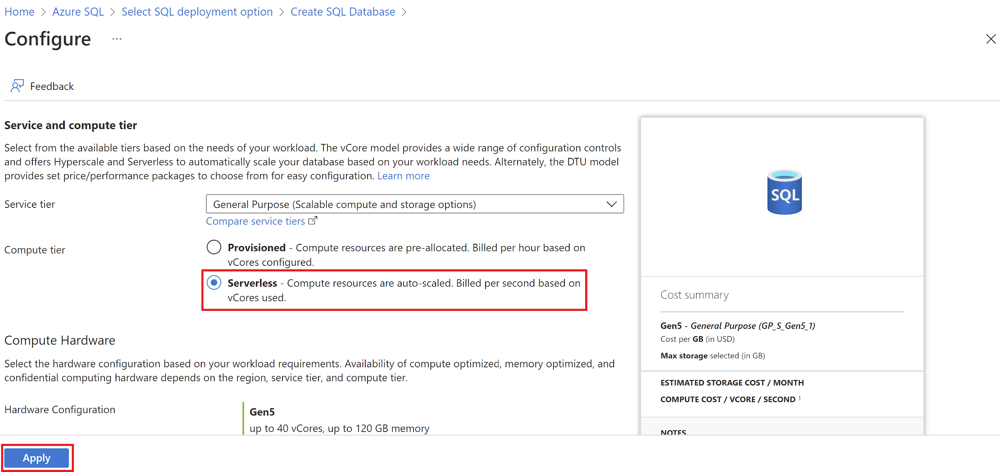 Home > Azure SQL > Select SQL deployment option > Create SQL Database >
Configure ...
Feedback
Service and compute tier
Select from the available tiers based on the needs of your workload. The vCore model provides a wide range of configuration controls
and offers Hyperscale and Serverless to automatically scale your database based on your workload needs. Alternately, the DTU model
provides set price/performance packages to choose from for easy configuration. Learn more
Service tier
General Purpose (Scalable compute and storage options)
Compare service tiers
Compute tier
Provisioned - Compute resources are pre-allocated. Billed per hour based on
vCores configured.
Serverless - Compute resources are auto-scaled. Billed per second based on
vCores used.
Compute Hardware
Select the hardware configuration based on your workload requirements. Availability of compute optimized, memory optimized, and
confidential computing hardware depends on the region, service tier, and compute tier.
Hardware Configuration
Gen5
up to 40 vCores, up to 120 GB memory
Apply
SQL
Cost summary
Gen5 - General Purpose (GP_S_Gen5_1)
Cost per GB (in USD)
Max storage selected (in GB)
ESTIMATED STORAGE COST / MONTH
COMPUTE COST / VCORE / SECOND 1
NOTES